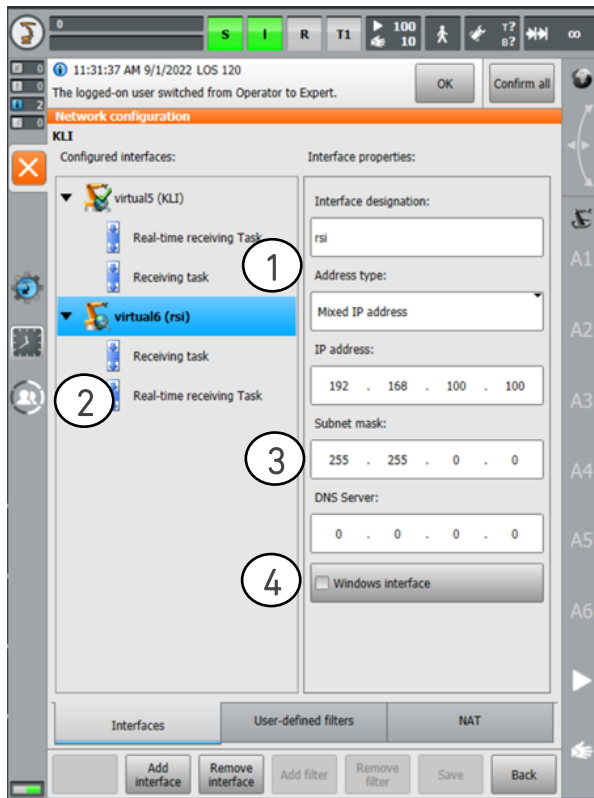 0
S I R T1 100 10 T? B? ∞
0
0
2
0
11:31:37 AM 9/1/2022 LOS 120
The logged-on user switched from Operator to Expert.
OK
Confirm all
Network configuration
KLI
Configured interfaces:
virtual5 (KLI)
Real-time receiving Task
Receiving task
virtual6 (rsi)
Receiving task
Real-time receiving Task
Interface properties:
Interface designation:
rsi
1
Address type:
Mixed IP address
IP address:
192 . 168 . 100 . 100
2
Subnet mask:
3
255 . 255 . 0 . 0
DNS Server:
0 . 0 . 0 . 0
4
Windows interface
A1
A2
A3
A4
A5
A6
Interfaces
User-defined filters
NAT
Add interface
Remove interface
Add filter
Remove filter
Save
Back